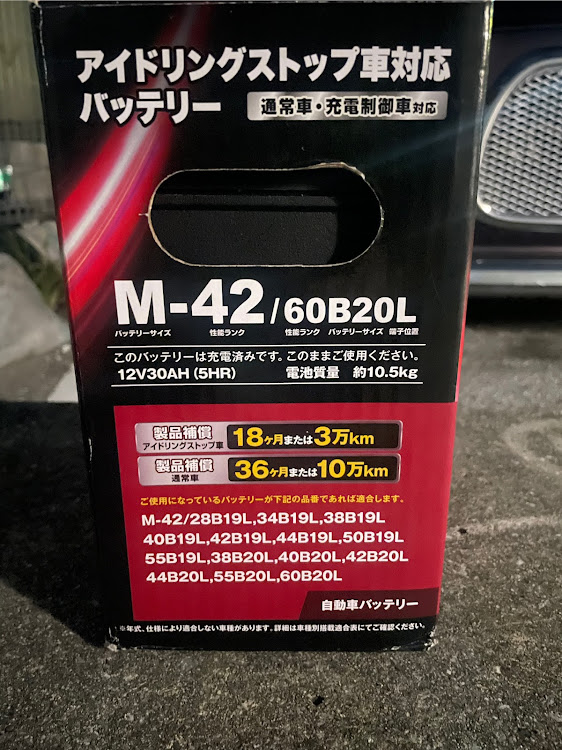 アイドリングストップ車対応
バッテリー 通常車・充電制御車対応
M-42/60B20L
バッテリーサイズ 性能ランク 性能ランク バッテリーサイズ 端子位置
このバッテリーは充電済みです。このままご使用ください。
12V30AH (5HR) 電池質量 約10.5kg
製品補償
アイドリングストップ車 18ヶ月または3万km
製品補償
通常車 36ヶ月または10万km
ご使用になっているバッテリーが下記の品番であれば適合します。
M-42/28B19L,34B19L,38B19L
40B19L,42B19L,44B19L,50B19L
55B19L,38B20L,40B20L,42B20L
44B20L,55B20L,60B20L
自動車バッテリー
※年式、仕様により適合しない車種があります。詳細は車種別搭載適合表にてご確認ください。